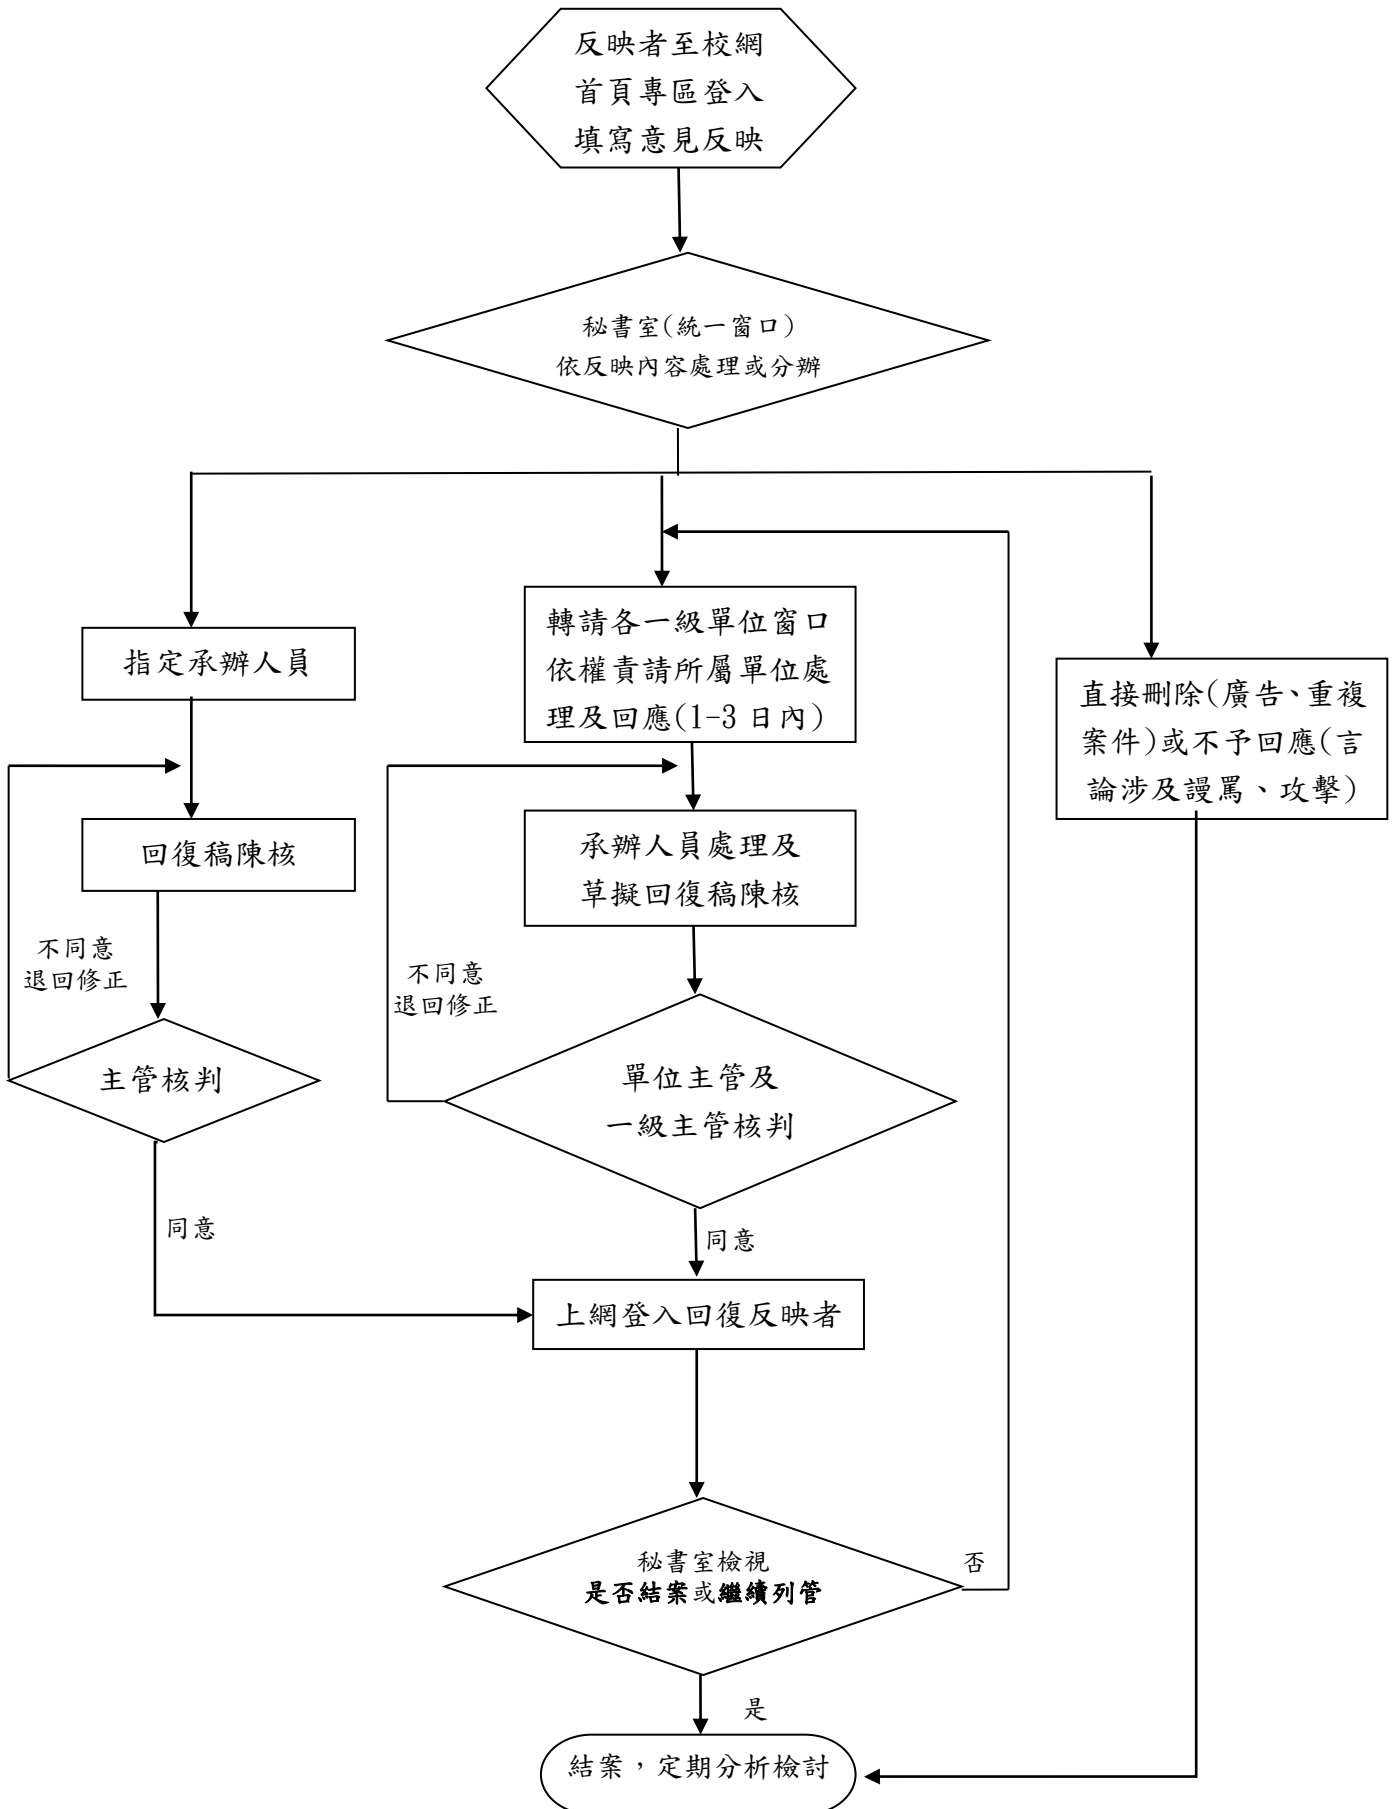 反映者至校網
首頁專區登入
填寫意見反映
秘書室(統一窗口)
依反映內容處理或分辦
指定承辦人員
轉請各一級單位窗口
依權責請所屬單位處
理及回應(1-3 日內)
直接刪除(廣告、重複
案件)或不予回應(言
論涉及謾罵、攻擊)
回復稿陳核
承辦人員處理及
草擬回復稿陳核
不同意
退回修正
不同意
退回修正
主管核判
單位主管及
一級主管核判
同意
同意
上網登入回復反映者
秘書室檢視
是否結案或繼續列管
否
是
結案，定期分析檢討